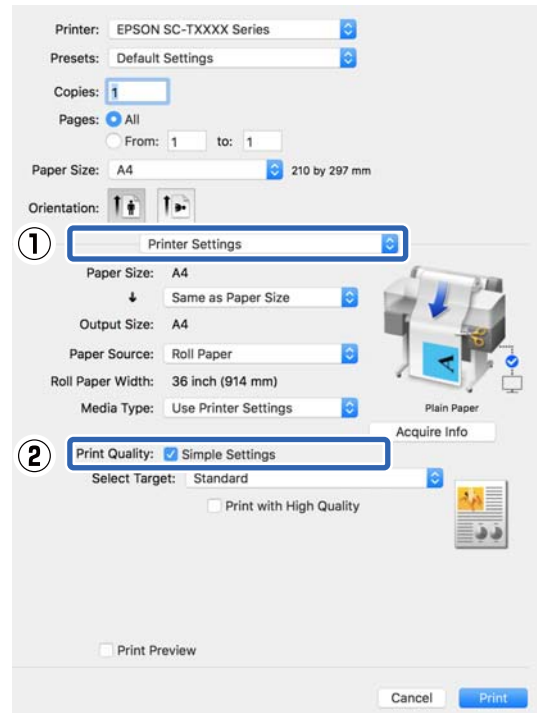 Printer: EPSON SC-TXXXX Series
Presets: Default Settings
Copies: 1
Pages: All
From: 1 to: 1
Paper Size: A4 210 by 297 mm
Orientation:
1 Printer Settings
Paper Size: A4
Same as Paper Size
Output Size: A4
Paper Source: Roll Paper
Roll Paper Width: 36 inch (914 mm)
Media Type: Use Printer Settings
Plain Paper
Acquire Info
2 Print Quality: Simple Settings
Select Target: Standard
Print with High Quality
Print Preview
Cancel Print